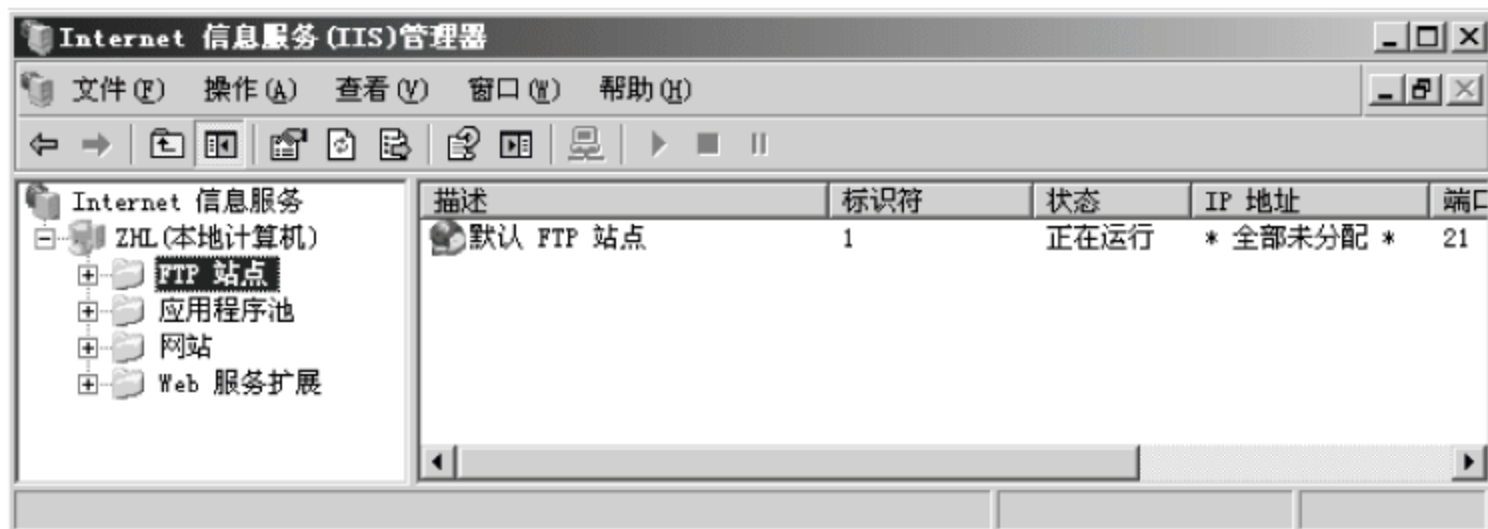 Internet 信息服务(IIS)管理器
文件(F) 操作(A) 查看(V) 窗口(W) 帮助(H)
Internet 信息服务
ZHL(本地计算机)
FTP 站点
应用程序池
网站
Web 服务扩展
描述 标识符 状态 IP 地址 端口
默认 FTP 站点 1 正在运行 * 全部未分配 * 21